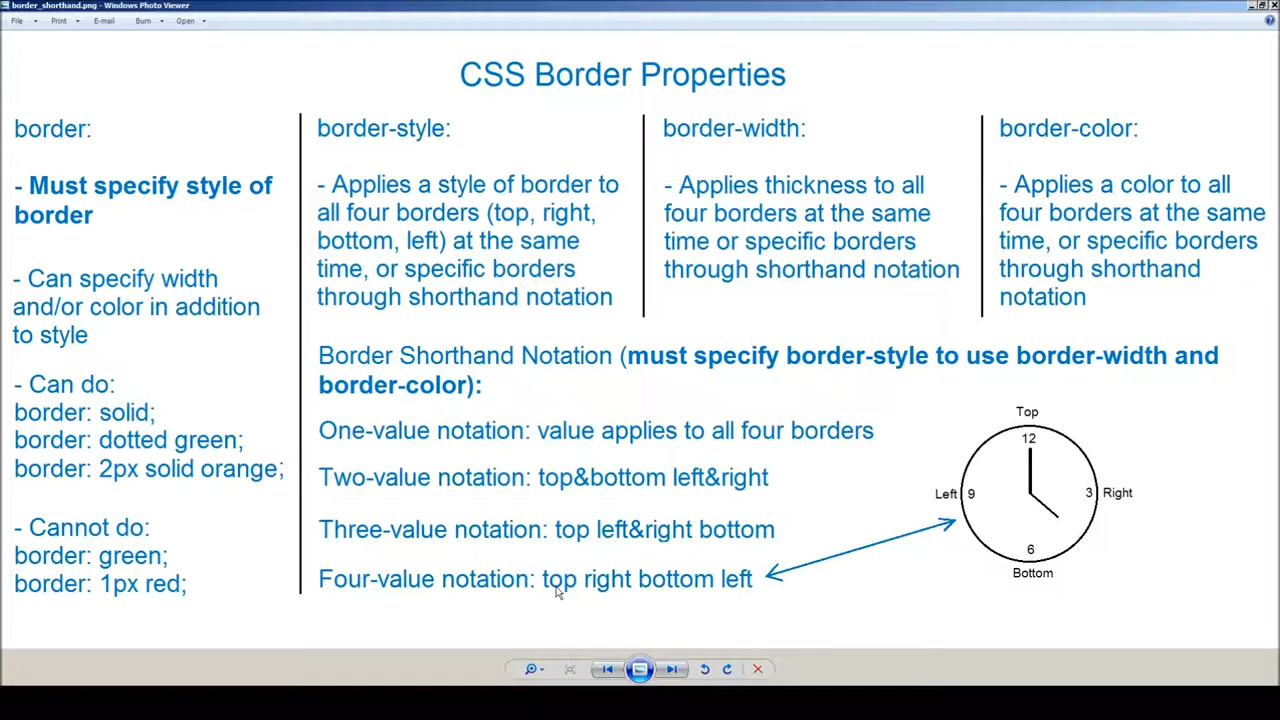 border_shorthand.png - Windows Photo Viewer
File Print E-mail Burn Open
CSS Border Properties
border:
- Must specify style of
border
- Can specify width
and/or color in addition
to style
- Can do:
border: solid;
border: dotted green;
border: 2px solid orange;
- Cannot do:
border: green;
border: 1px red;
border-style:
- Applies a style of border to
all four borders (top, right,
bottom, left) at the same
time, or specific borders
through shorthand notation
border-width:
- Applies thickness to all
four borders at the same
time or specific borders
through shorthand notation
border-color:
- Applies a color to all
four borders at the same
time, or specific borders
through shorthand
notation
Border Shorthand Notation (must specify border-style to use border-width and
border-color):
One-value notation: value applies to all four borders
Two-value notation: top&bottom left&right
Three-value notation: top left&right bottom
Four-value notation: top right bottom left
Top
12
Left 9 3 Right
6
Bottom